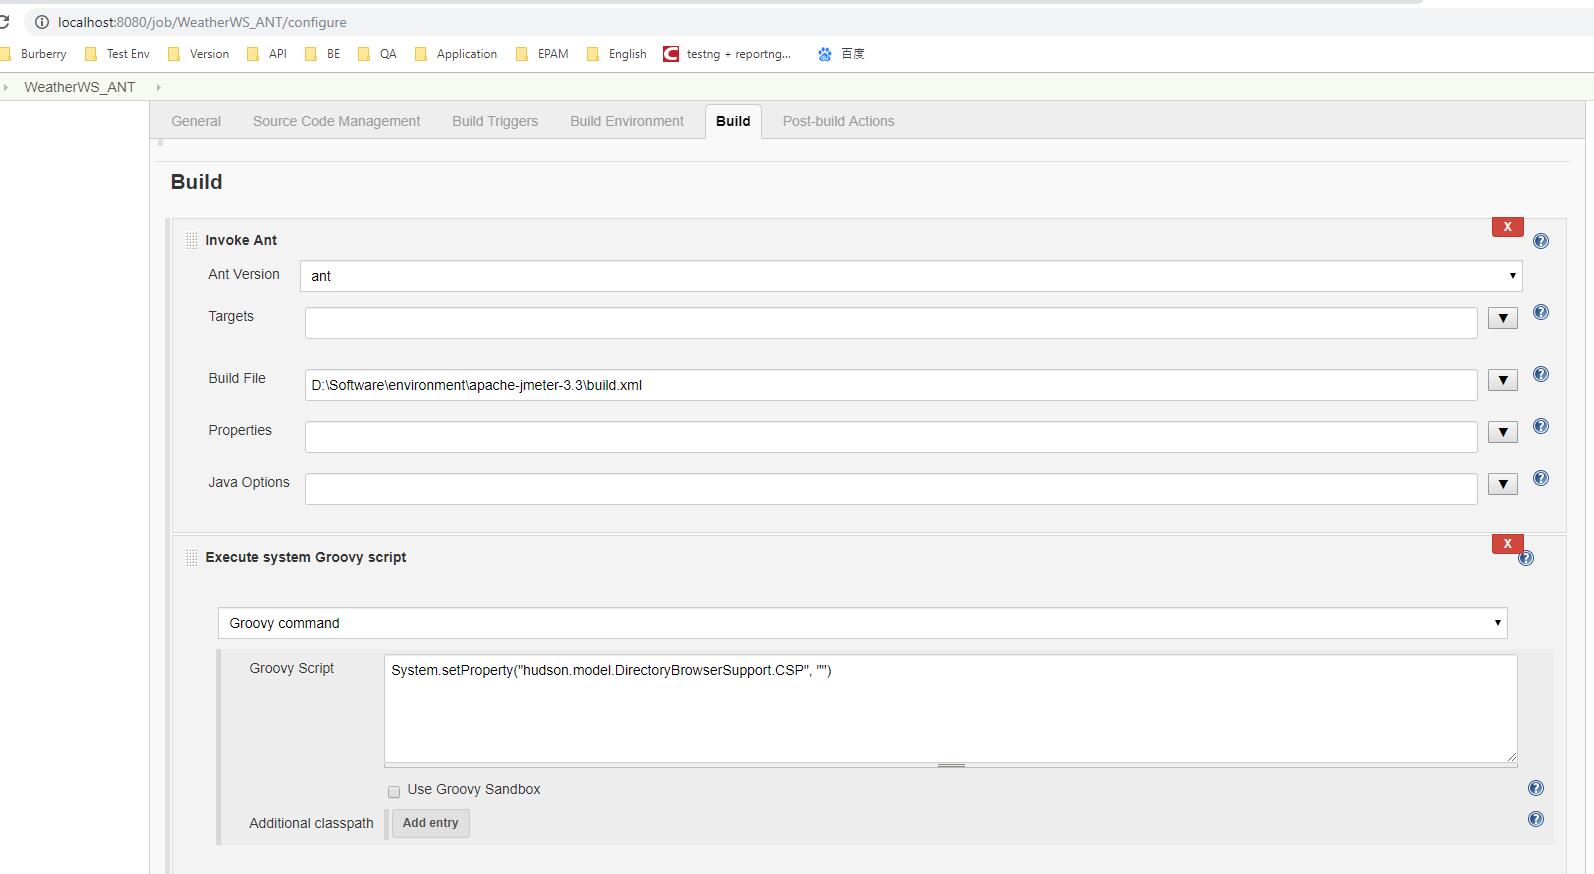 localhost:8080/job/WeatherWS_ANT/configure
Burberry Test Env Version API BE QA Application EPAM English testng + reportng... 百度
WeatherWS_ANT
General Source Code Management Build Triggers Build Environment Build Post-build Actions
Build
X
Invoke Ant
Ant Version ant
Targets
Build File D:\Software\environment\apache-jmeter-3.3\build.xml
Properties
Java Options
X
Execute system Groovy script
Groovy command
Groovy Script System.setProperty("hudson.model.DirectoryBrowserSupport.CSP", "")
Use Groovy Sandbox
Additional classpath Add entry